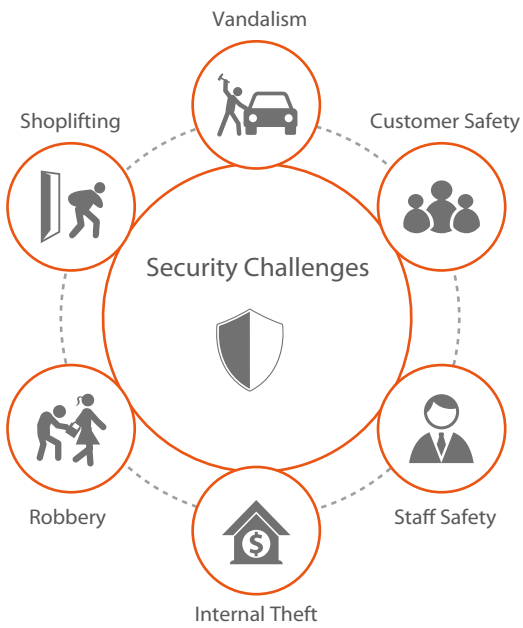 Vandalism
Shoplifting
Customer Safety
Security Challenges
$
Robbery
Staff Safety
Internal Theft